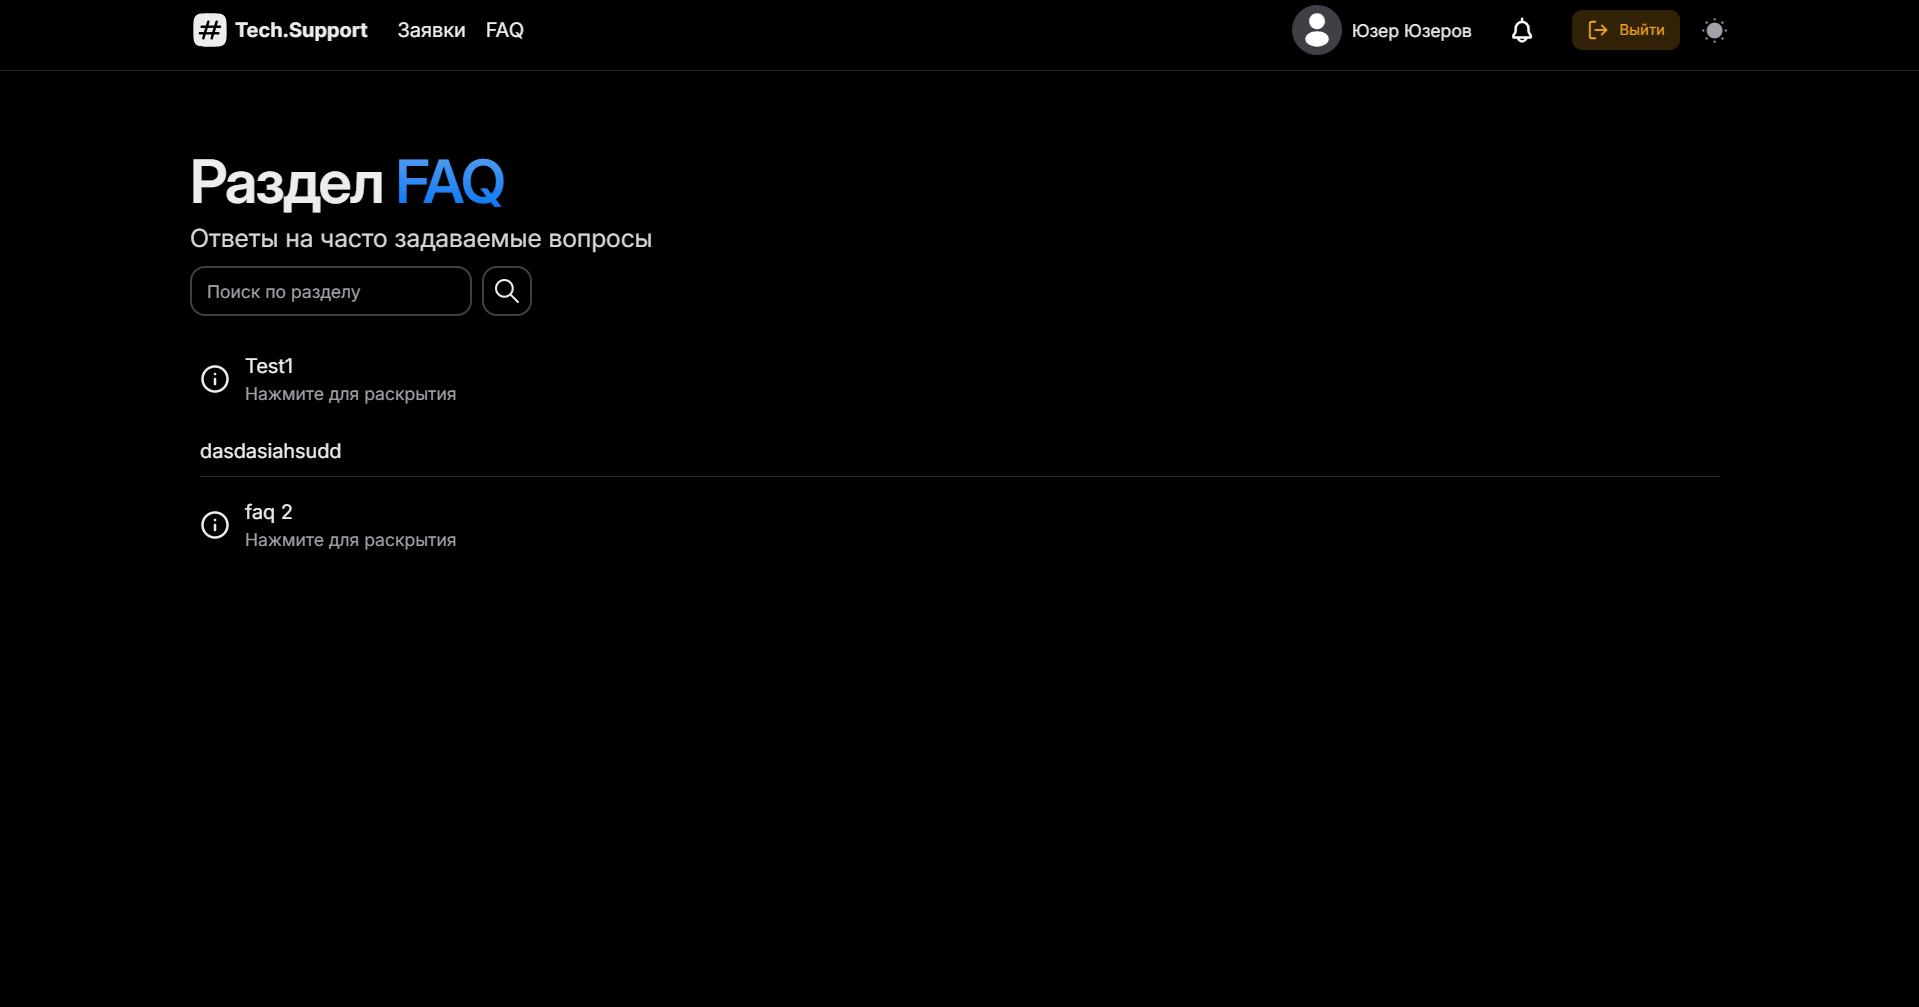 Tech.Support Заявки FAQ Юзер Юзеров Выйти
Раздел FAQ
Ответы на часто задаваемые вопросы
Поиск по разделу
Test1
Нажмите для раскрытия
dasdasiahsudd
faq 2
Нажмите для раскрытия